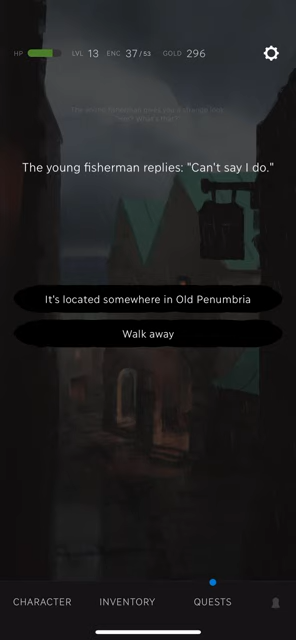 HP LVL 13 ENC 37/53 GOLD 296
The young fisherman replies: "Can't say I do."
It's located somewhere in Old Penumbria
Walk away
CHARACTER INVENTORY QUESTS